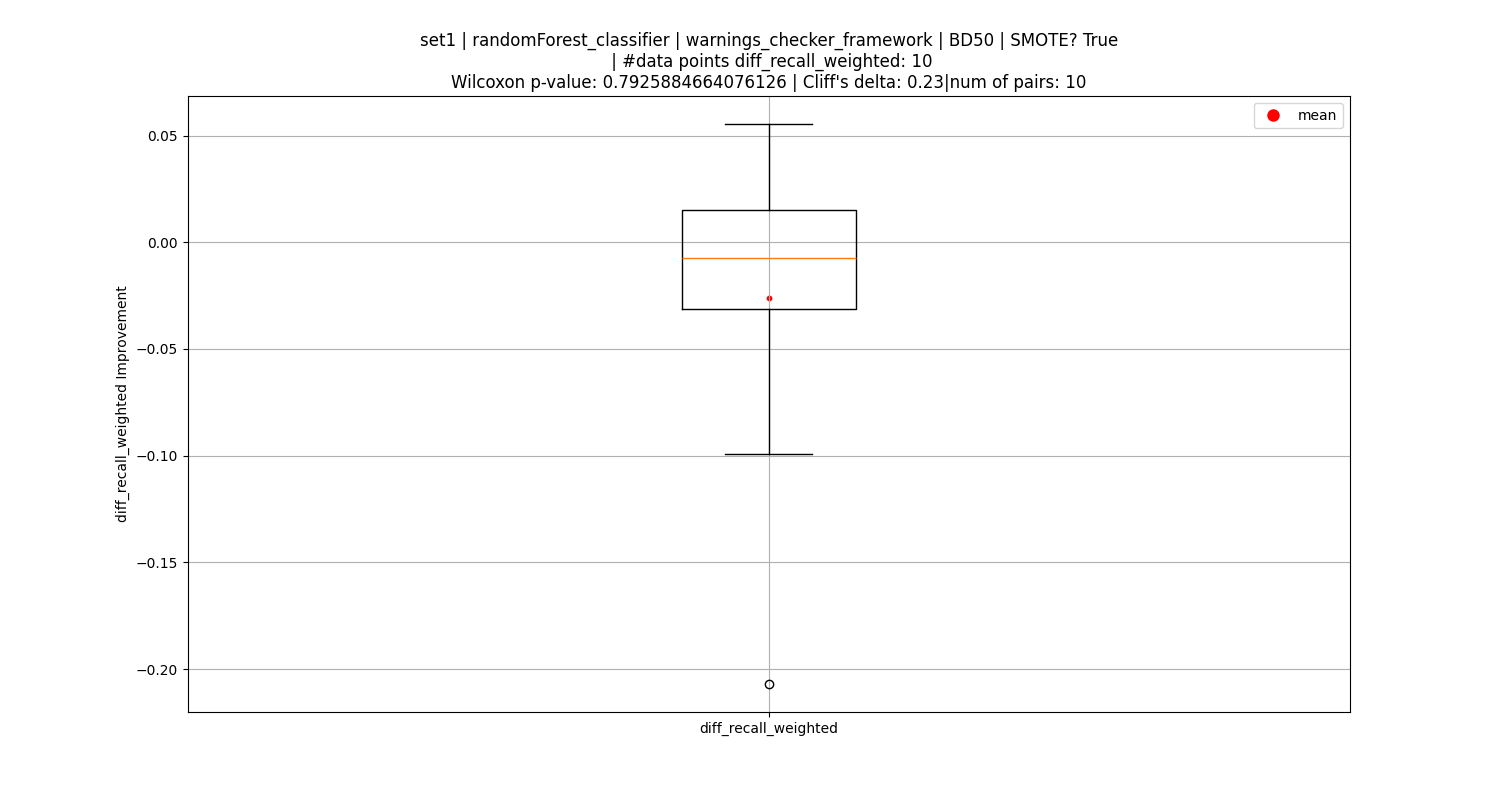 set1 | randomForest_classifier | warnings_checker_framework | BD50 | SMOTE? True
| #data points diff_recall_weighted: 10
Wilcoxon p-value: 0.7925884664076126 | Cliff's delta: 0.23|num of pairs: 10
mean
0.05
0.00
−0.05
−0.10
−0.15
−0.20
diff_recall_weighted Improvement
diff_recall_weighted